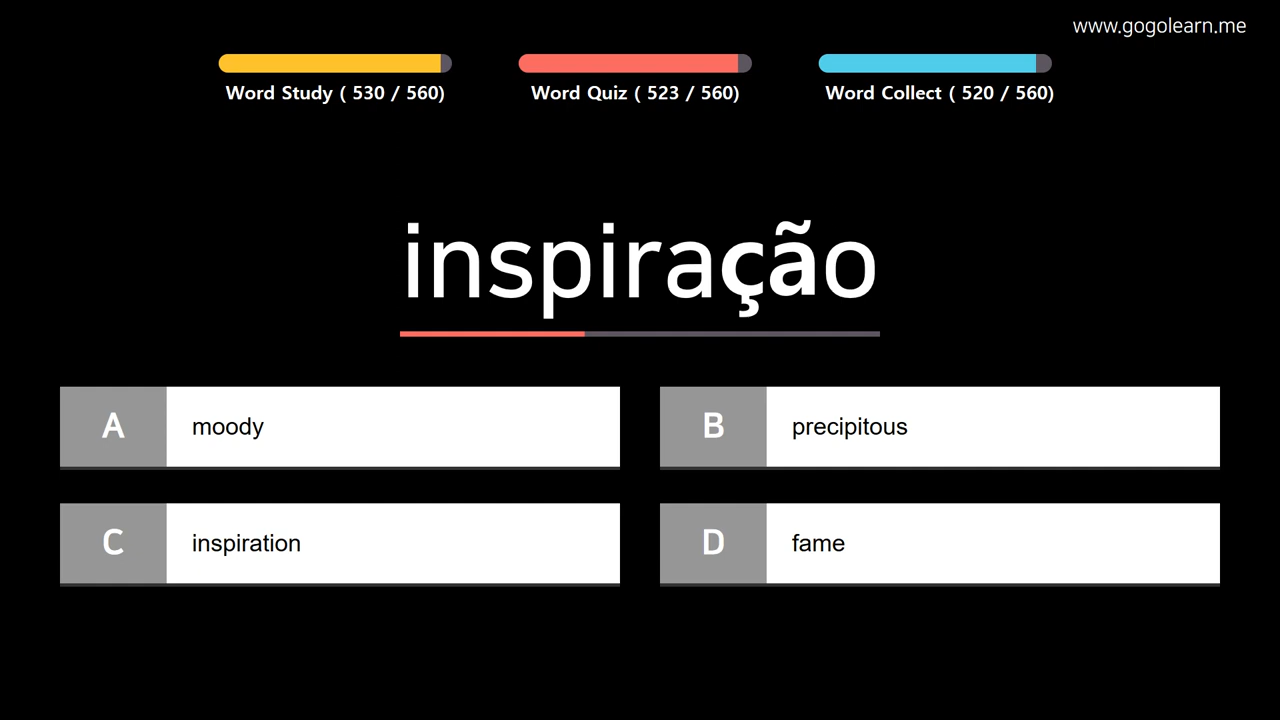 www.gogolearn.me
Word Study ( 530 / 560)
Word Quiz ( 523 / 560)
Word Collect ( 520 / 560)
inspiração
A moody
B precipitous
C inspiration
D fame